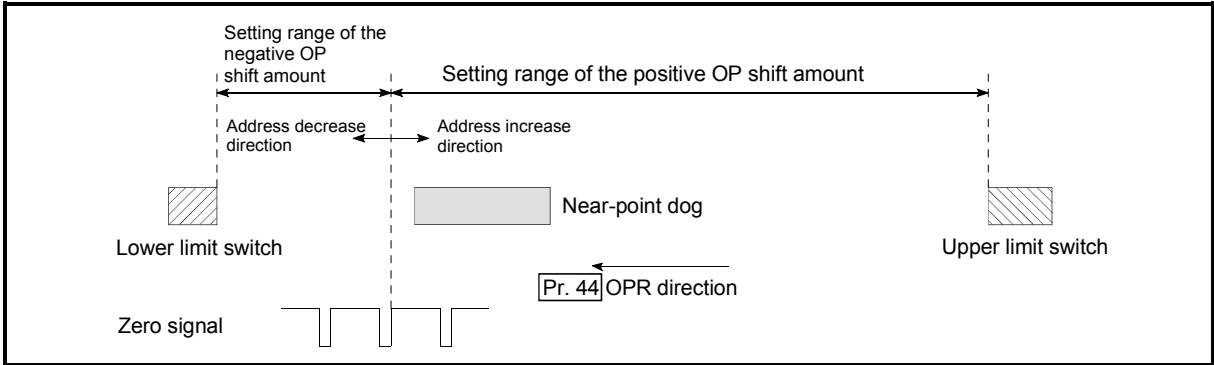 Setting range of the
negative OP
shift amount
Setting range of the positive OP shift amount
Address decrease
direction
Address increase
direction
Near-point dog
Lower limit switch
Upper limit switch
Pr. 44 OPR direction
Zero signal